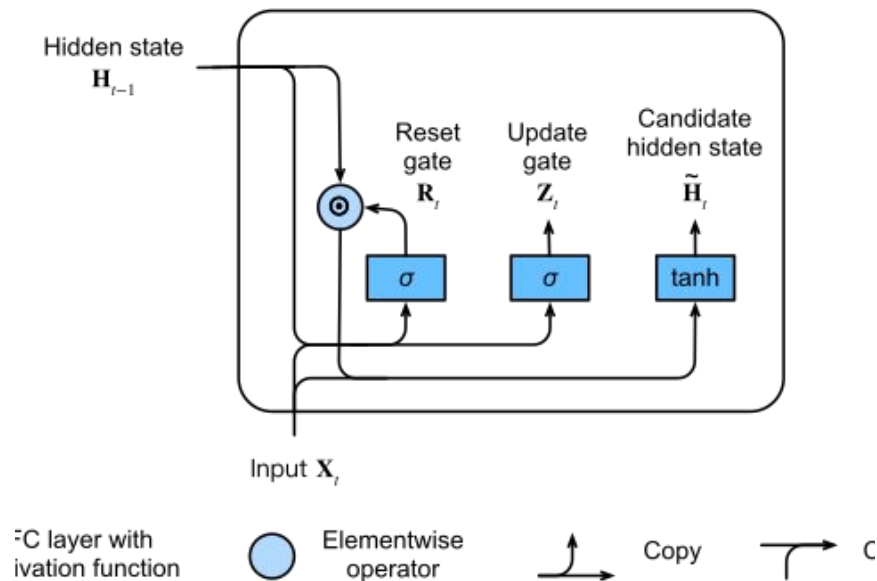 Hidden state
H_{t−1}
Reset
gate
R_t
Update
gate
Z_t
Candidate
hidden state
H̃_t
⊙
σ
σ
tanh
Input X_t
FC layer with
ivation function
Elementwise
operator
Copy